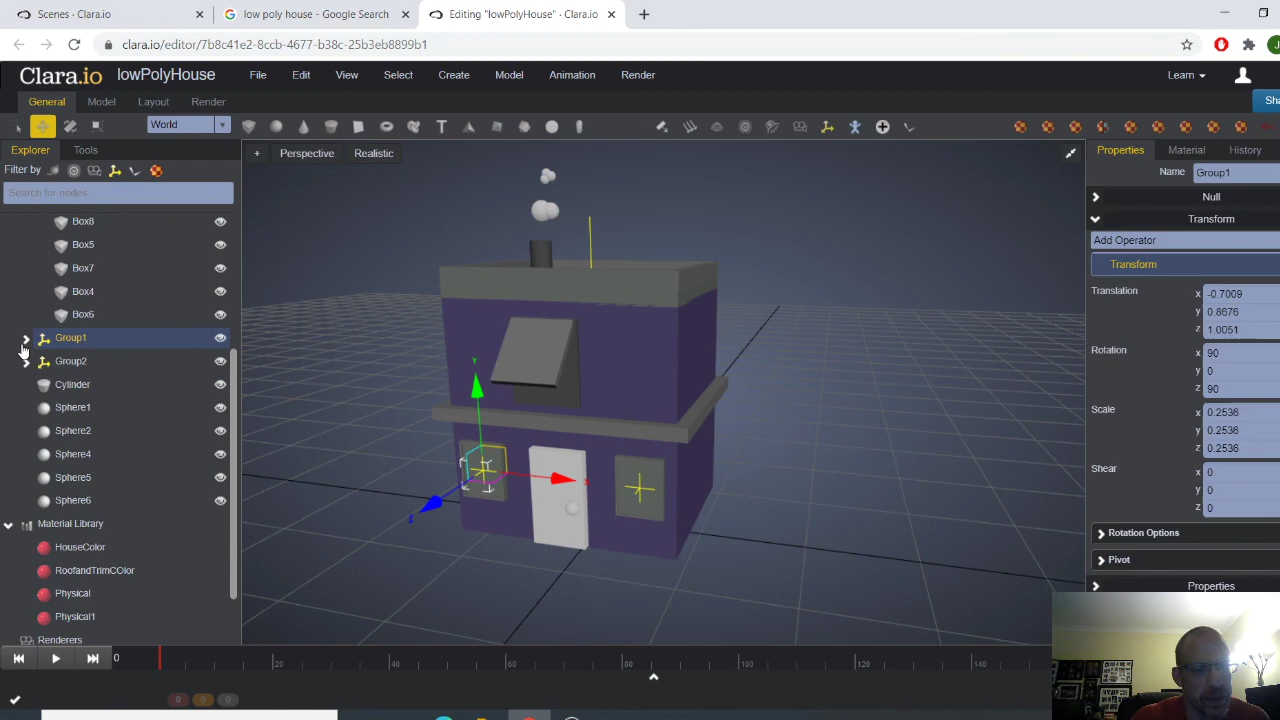 Scenes - Clara.io
low poly house - Google Search
Editing "lowPolyHouse" - Clara.io
clara.io/editor/7b8c41e2-8ccb-4677-b38c-25b3eb8899b1
Clara.io lowPolyHouse File Edit View Select Create Model Animation Render Learn
General Model Layout Render Sha
World
Explorer Tools + Perspective Realistic Properties Material History
Filter by
Name Group1
Search for nodes
Null
Transform
Box8
Add Operator
Box5
Transform
Box7
Box4
Box6
Translation x -0.7009
y 0.8676
z 1.0051
Group1
Group2
Rotation x 90
y 0
z 90
Cylinder
Sphere1
Sphere2
Sphere4
Sphere5
Sphere6
Scale x 0.2536
y 0.2536
z 0.2536
Shear x 0
y 0
z 0
Material Library
Rotation Options
HouseColor
Pivot
RoofandTrimCOlor
Properties
Physical
Physical1
Renderers
Y
x
z
0 20 40 60 80 100 120 140
0 0 0